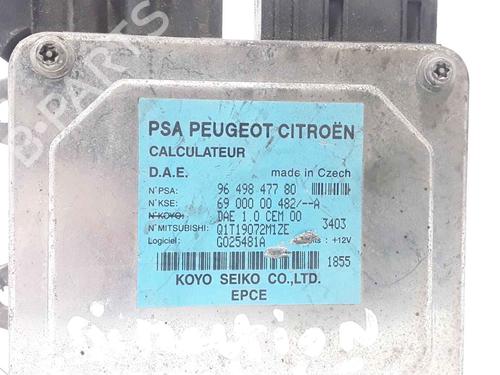 B-PARTS
PSA PEUGEOT CITROËN
CALCULATEUR
D.A.E. made in Czech
N°PSA: 96 498 477 80
N°KSE: 69 000 00 482/--A
N°KOYO: DAE 1.0 CEM 00
N°MITSUBISHI: Q1T19072M1ZE 3403
Logiciel: G025481A : +12V
1855
KOYO SEIKO CO.,LTD.
EPCE